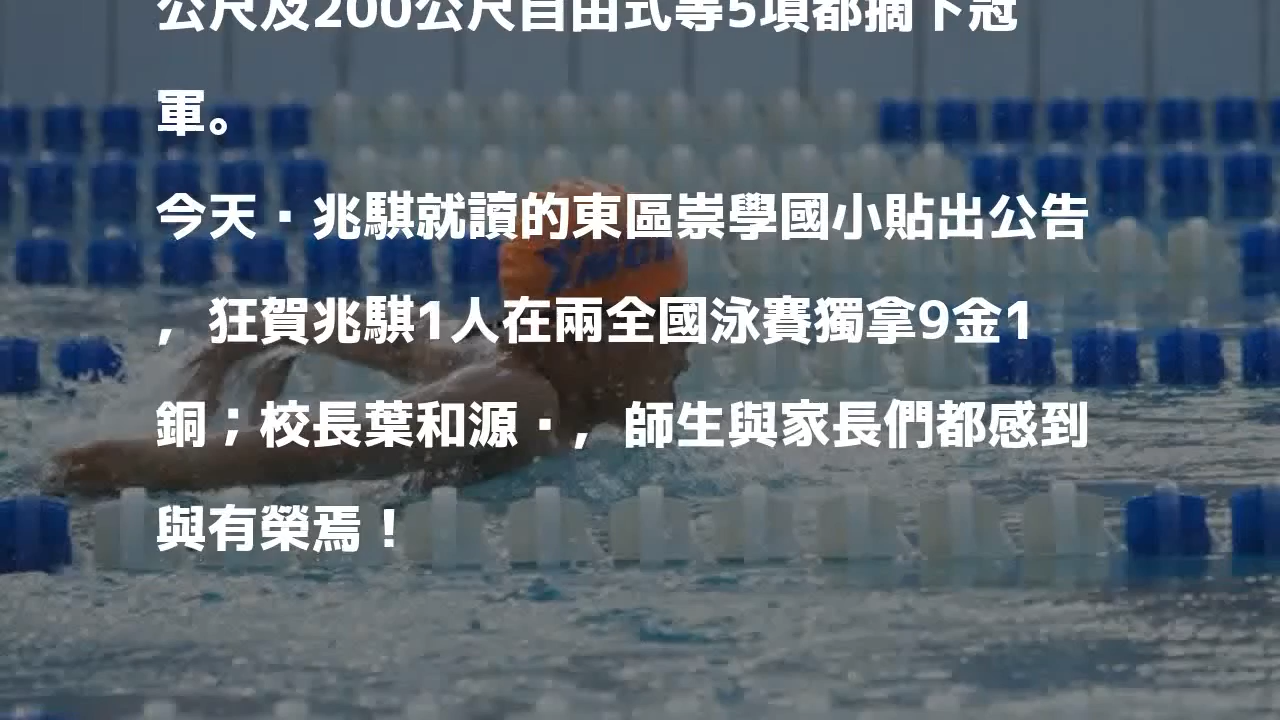 公尺及200公尺自由式等5項都摘下冠
軍。
今天·兆騏就讀的東區崇學國小貼出公告
，狂賀兆騏1人在兩全國泳賽獨拿9金1
銅；校長葉和源·，師生與家長們都感到
與有榮焉！